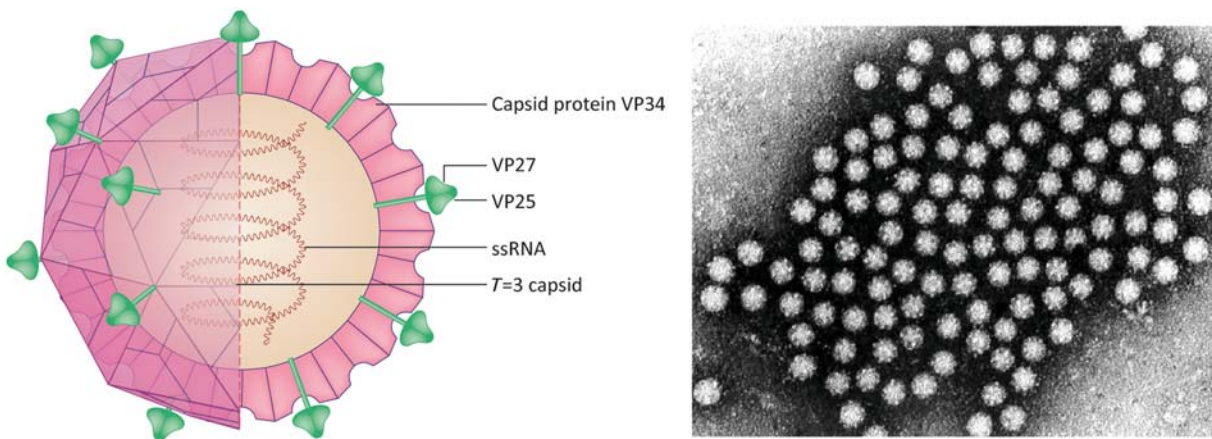 Capsid protein VP34
VP27
VP25
ssRNA
T=3 capsid